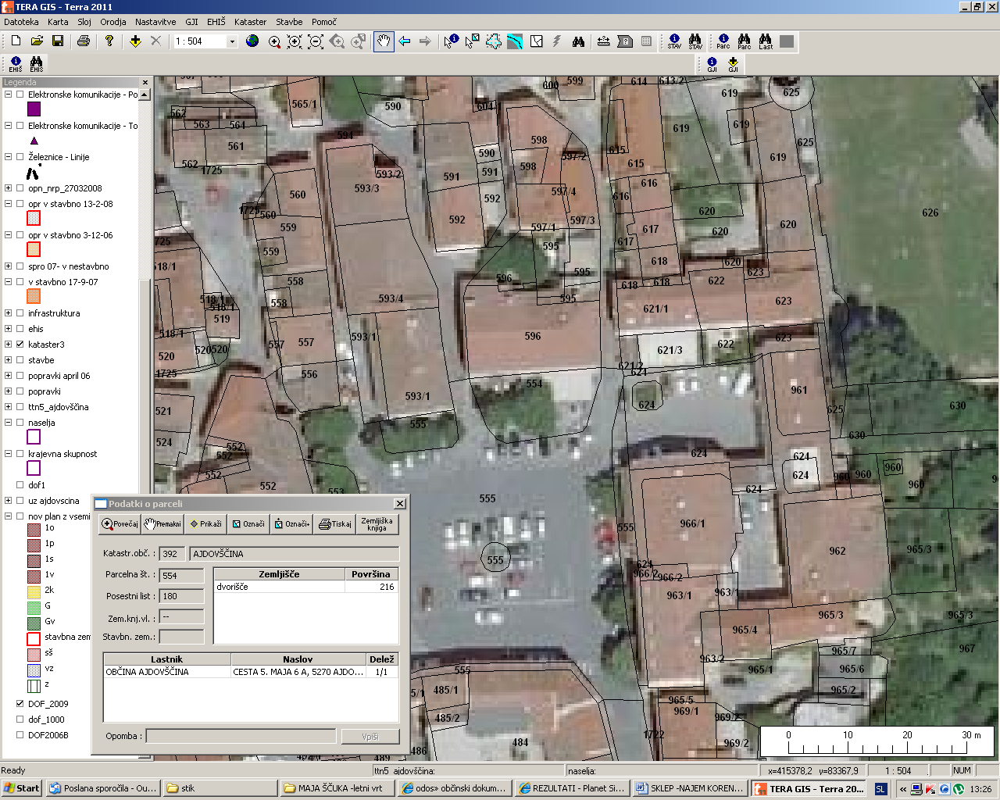 TERA GIS - Terra 2011
Datoteka Karta Sloj Orodja Nastavitve GJI EHIŠ Kataster Stavbe Pomoč
1 : 504
STAV STAV Parc Parc Last
EHIŠ EHIŠ GJI GJI
Legenda
Elektronske komunikacije - Po
Elektronske komunikacije - To
Železnice - Linije
opn_nrp_27032008
opr v stavbno 13-2-08
opr v stavbno 3-12-06
spro 07- v nestavbno
v stavbno 17-9-07
infrastruktura
ehis
kataster3
stavbe
popravki april 06
popravki
ttn5_ajdovščina
naselja
krajevna skupnost
dof1
uz ajdovscina
nov plan z vsemi
1o
1p
1s
1v
2k
G
Gv
stavbna zem
sš
vz
z
DOF_2009
dof_1000
DOF2006B
600 599 614 613/2 619 625
562 563 564 565/1 590 604/1
561 594 598 619 619
562 1725 590 615 597/2 625
593/3 593/2 591 591 598 615 619
560 592 597/4 616 616
1725 560 559 592 597/1 597/3 620 626
725 559 595 617 617 620 620
518/1 558 596 595 618 620 623
518/1 518/1 558 593/4 595 618 618 622 623
519 621/1
518/1 557 557 593/1 596 622 623
520 520 520 621/3
1725 556 554 621/2 624 961
521 593/1 624 625 630
524 555 630
552 552 624 624 960 960 960
552 552 553 555 624 624 960
555 966/1 962 965/3
555 624 966/2 966/2
963/1 963/1 965/3 965/3
965/4 967
963/2 965/7
555 965/1 965/6
485/1 965/5 965/2
485/2 969/1 969/2
486 484 1722 969/2
489
Podatki o parceli
Povečaj Premakni Prikaži Označi Označi+ Tiskaj Zemljiška knjiga
Katastr.obč. : 392 AJDOVŠČINA
Parcelna št. : 554
Posestni list : 180
Zem.knj.vl. : --
Stavbn. zem.:
Zemljišče Površina
dvorišče 216
Lastnik Naslov Delež
OBČINA AJDOVŠČINA CESTA 5. MAJA 6 A, 5270 AJDO... 1/1
Opomba : Vpiši
0 10 20 30 m
Ready ttn5_ajdovščina: naselja: x=415378,2 y=83367,9 1 : 504 NUM
Start Poslana sporočila - Ou... stik MAJA ŠČUKA -letni vrt odos» občinski dokum... REZULTATI - Planet Si... SKLEP -NAJEM KOREN... TERA GIS - Terra 20... SL 13:26